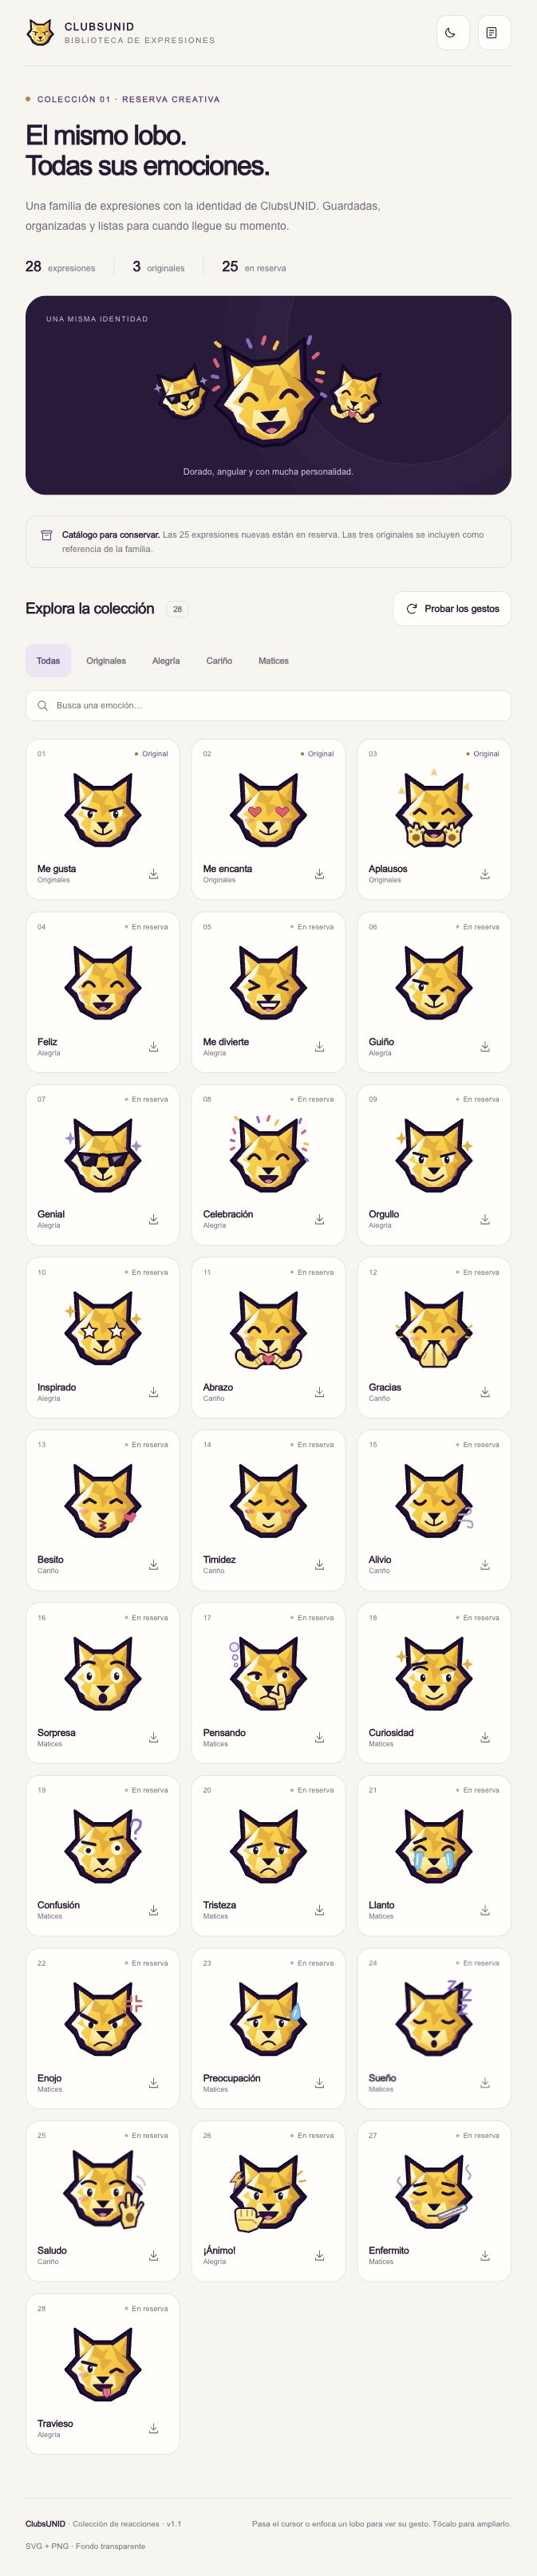 CLUBSUNID
BIBLIOTECA DE EXPRESIONES
COLECCIÓN 01 · RESERVA CREATIVA
El mismo lobo.
Todas sus emociones.
Una familia de expresiones con la identidad de ClubsUNID. Guardadas,
organizadas y listas para cuando llegue su momento.
28 expresiones 3 originales 25 en reserva
UNA MISMA IDENTIDAD
Dorado, angular y con mucha personalidad.
Catálogo para conservar. Las 25 expresiones nuevas están en reserva. Las tres originales se incluyen como
referencia de la familia.
Explora la colección 28 Probar los gestos
Todas Originales Alegría Cariño Matices
Busca una emoción...
01 Original
Me gusta
Originales
02 Original
Me encanta
Originales
03 Original
Aplausos
Originales
04 En reserva
Feliz
Alegría
05 En reserva
Me divierte
Alegría
06 En reserva
Guiño
Alegría
07 En reserva
Genial
Alegría
08 En reserva
Celebración
Alegría
09 En reserva
Orgullo
Alegría
10 En reserva
Inspirado
Alegría
11 En reserva
Abrazo
Cariño
12 En reserva
Gracias
Cariño
13 En reserva
Besito
Cariño
14 En reserva
Timidez
Cariño
15 En reserva
Alivio
Cariño
16 En reserva
Sorpresa
Matices
17 En reserva
Pensando
Matices
18 En reserva
Curiosidad
Matices
19 En reserva
?
Confusión
Matices
20 En reserva
Tristeza
Matices
21 En reserva
Llanto
Matices
22 En reserva
Enojo
Matices
23 En reserva
Preocupación
Matices
24 En reserva
Z
Z
Z
Sueño
Matices
25 En reserva
Saludo
Cariño
26 En reserva
¡Ánimo!
Alegría
27 En reserva
Enfermito
Matices
28 En reserva
Travieso
Alegría
ClubsUNID · Colección de reacciones · v1.1
Pasa el cursor o enfoca un lobo para ver su gesto. Tócalo para ampliarlo.
SVG + PNG · Fondo transparente